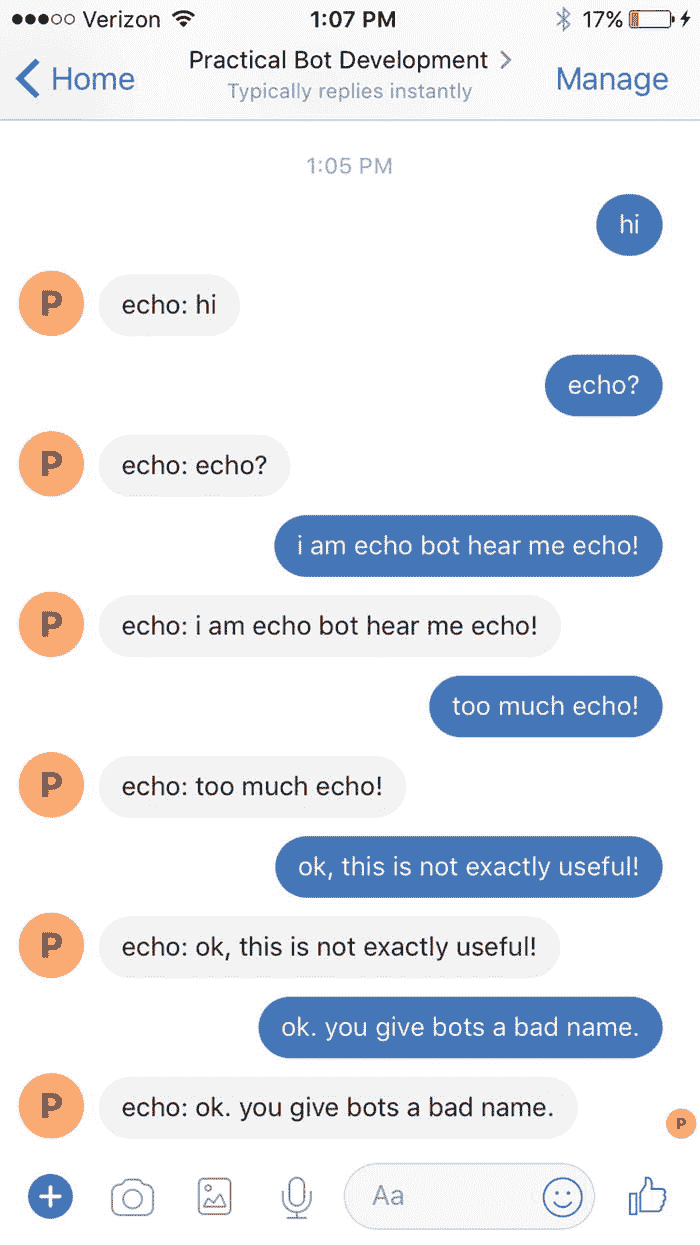 Verizon 1:07 PM 17%
Home Practical Bot Development Manage
Typically replies instantly
1:05 PM
hi
P echo: hi
echo?
P echo: echo?
i am echo bot hear me echo!
P echo: i am echo bot hear me echo!
too much echo!
P echo: too much echo!
ok, this is not exactly useful!
P echo: ok, this is not exactly useful!
ok. you give bots a bad name.
P echo: ok. you give bots a bad name.
P
Aa